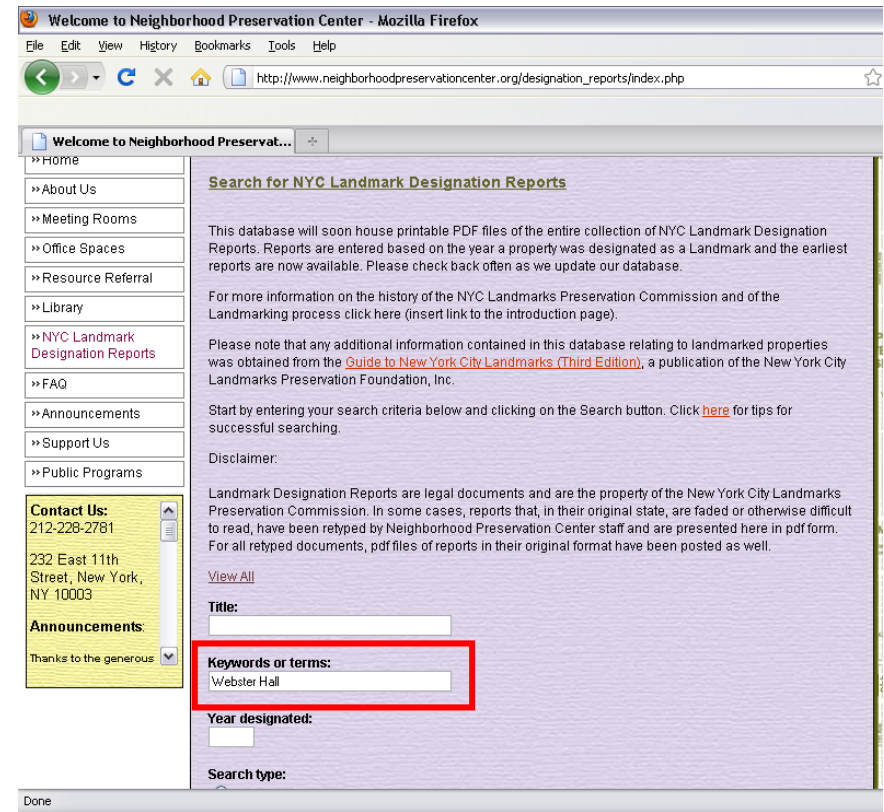 Welcome to Neighborhood Preservation Center - Mozilla Firefox
File Edit View History Bookmarks Tools Help
http://www.neighborhoodpreservationcenter.org/designation_reports/index.php
Welcome to Neighborhood Preservat...
»Home
»About Us
»Meeting Rooms
»Office Spaces
»Resource Referral
»Library
»NYC Landmark
Designation Reports
»FAQ
»Announcements
»Support Us
»Public Programs
Contact Us:
212-228-2781
232 East 11th
Street, New York,
NY 10003
Announcements:
Thanks to the generous
Search for NYC Landmark Designation Reports
This database will soon house printable PDF files of the entire collection of NYC Landmark Designation
Reports. Reports are entered based on the year a property was designated as a Landmark and the earliest
reports are now available. Please check back often as we update our database.
For more information on the history of the NYC Landmarks Preservation Commission and of the
Landmarking process click here (insert link to the introduction page).
Please note that any additional information contained in this database relating to landmarked properties
was obtained from the Guide to New York City Landmarks (Third Edition), a publication of the New York City
Landmarks Preservation Foundation, Inc.
Start by entering your search criteria below and clicking on the Search button. Click here for tips for
successful searching.
Disclaimer:
Landmark Designation Reports are legal documents and are the property of the New York City Landmarks
Preservation Commission. In some cases, reports that, in their original state, are faded or otherwise difficult
to read, have been retyped by Neighborhood Preservation Center staff and are presented here in pdf form.
For all retyped documents, pdf files of reports in their original format have been posted as well.
View All
Title:
Keywords or terms:
Webster Hall
Year designated:
Search type:
Done